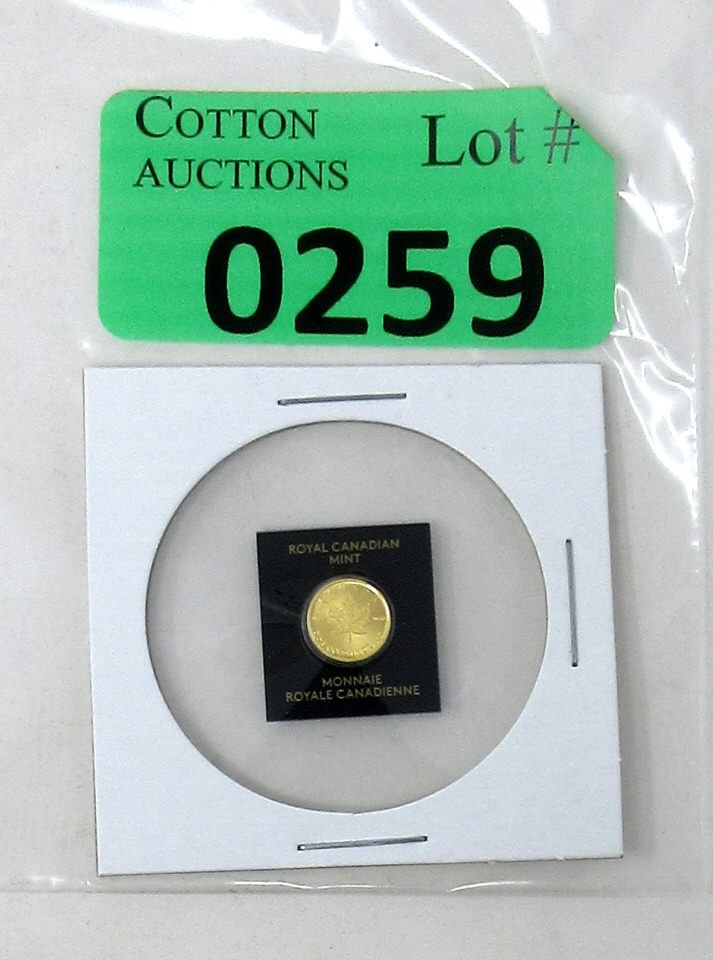 COTTON
AUCTIONS
Lot #
0259
ROYAL CANADIAN
MINT
MONNAIE
ROYALE CANADIENNE